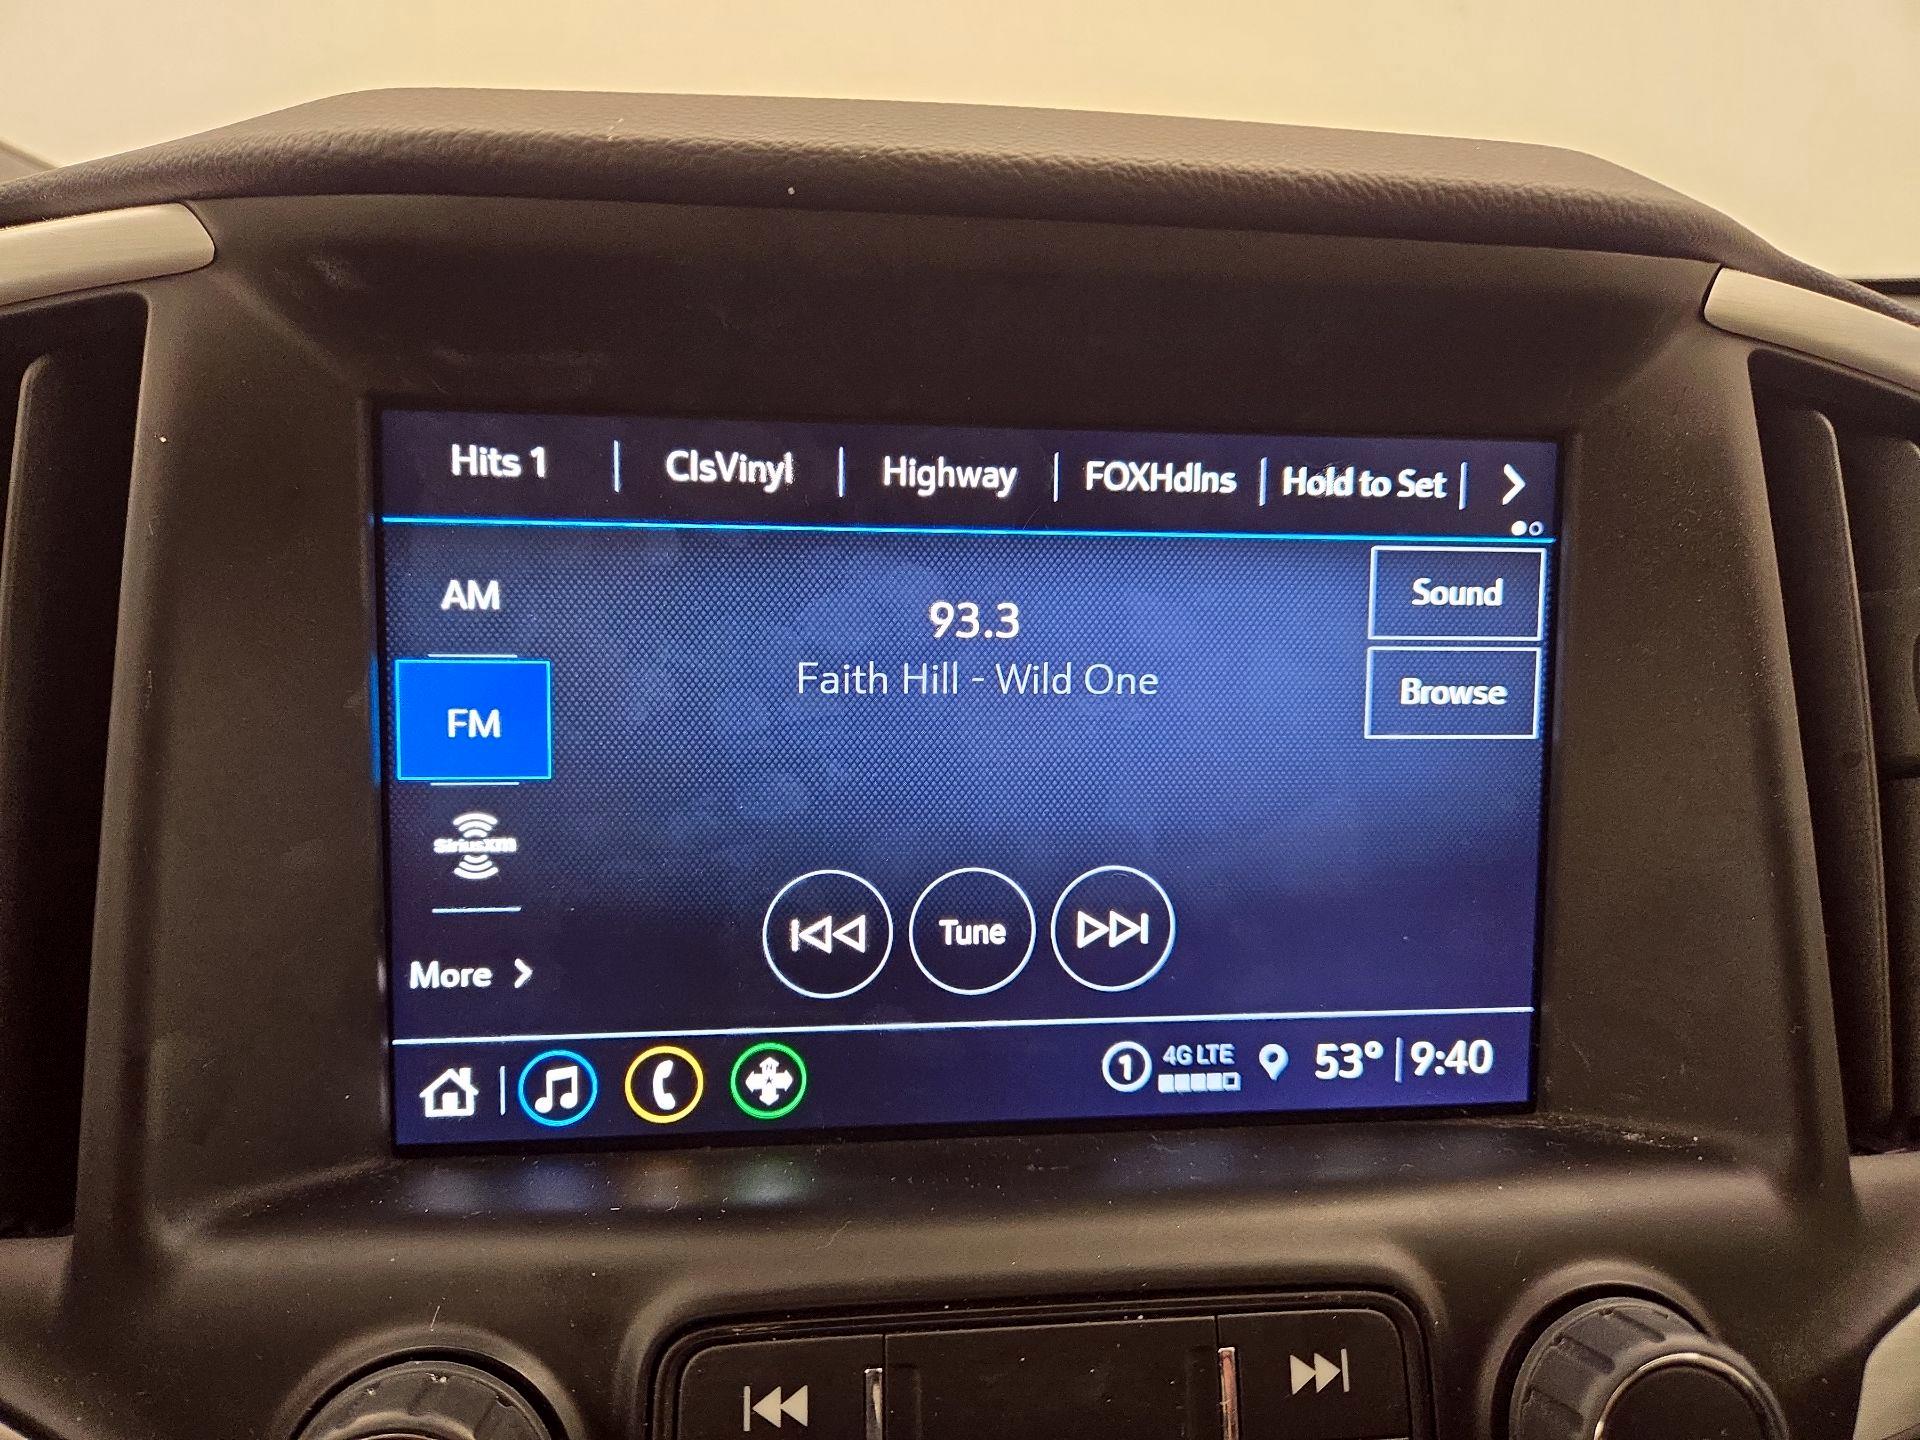 Hits 1
ClsVinyl
Highway
FOXHdlns
Hold to Set
AM
93.3
Sound
Faith Hill - Wild One
Browse
FM
SiriusXM
Tune
More
1
4G LTE
53°
9:40